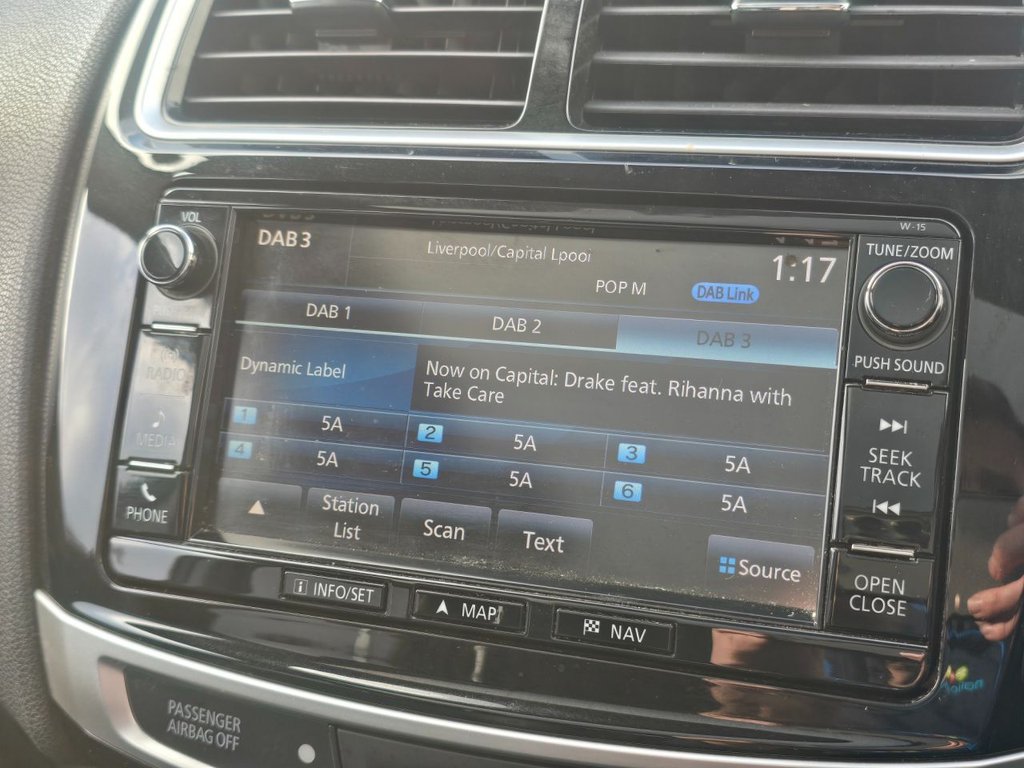 VOL
W-15
DAB3
Liverpool/Capital Lpool
1:17
TUNE/ZOOM
POP M
DAB Link
DAB 1
DAB 2
DAB 3
PUSH SOUND
RADIO
Dynamic Label
Now on Capital: Drake feat. Rihanna with
Take Care
1 5A
2 5A
3 5A
MEDIA
4 5A
5 5A
6 5A
SEEK
TRACK
PHONE
Station
List
Scan
Text
Source
OPEN
CLOSE
i INFO/SET
MAP
NAV
PASSENGER
AIRBAG OFF